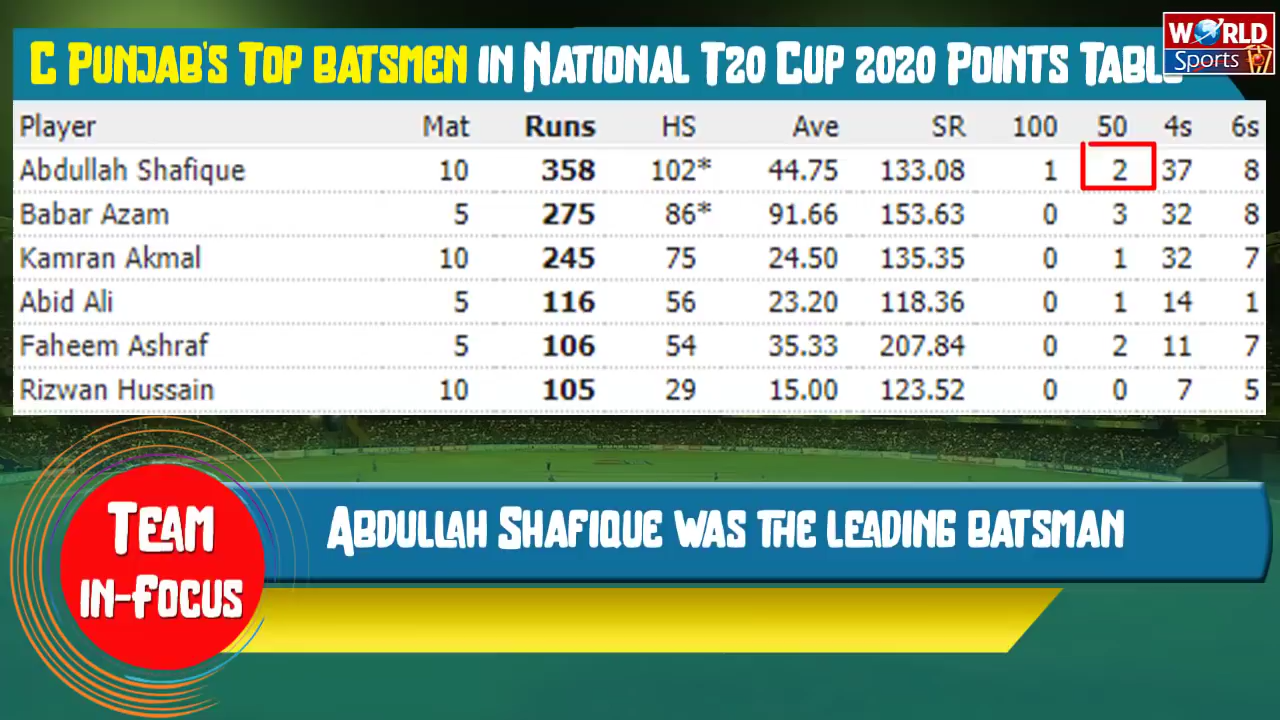 WORLD
Sports
C Punjab's Top batsmen in National T20 Cup 2020 Points Table
Player Mat Runs HS Ave SR 100 50 4s 6s
Abdullah Shafique 10 358 102* 44.75 133.08 1 2 37 8
Babar Azam 5 275 86* 91.66 153.63 0 3 32 8
Kamran Akmal 10 245 75 24.50 135.35 0 1 32 7
Abid Ali 5 116 56 23.20 118.36 0 1 14 1
Faheem Ashraf 5 106 54 35.33 207.84 0 2 11 7
Rizwan Hussain 10 105 29 15.00 123.52 0 0 7 5
Team
in-Focus
Abdullah Shafique was the leading batsman